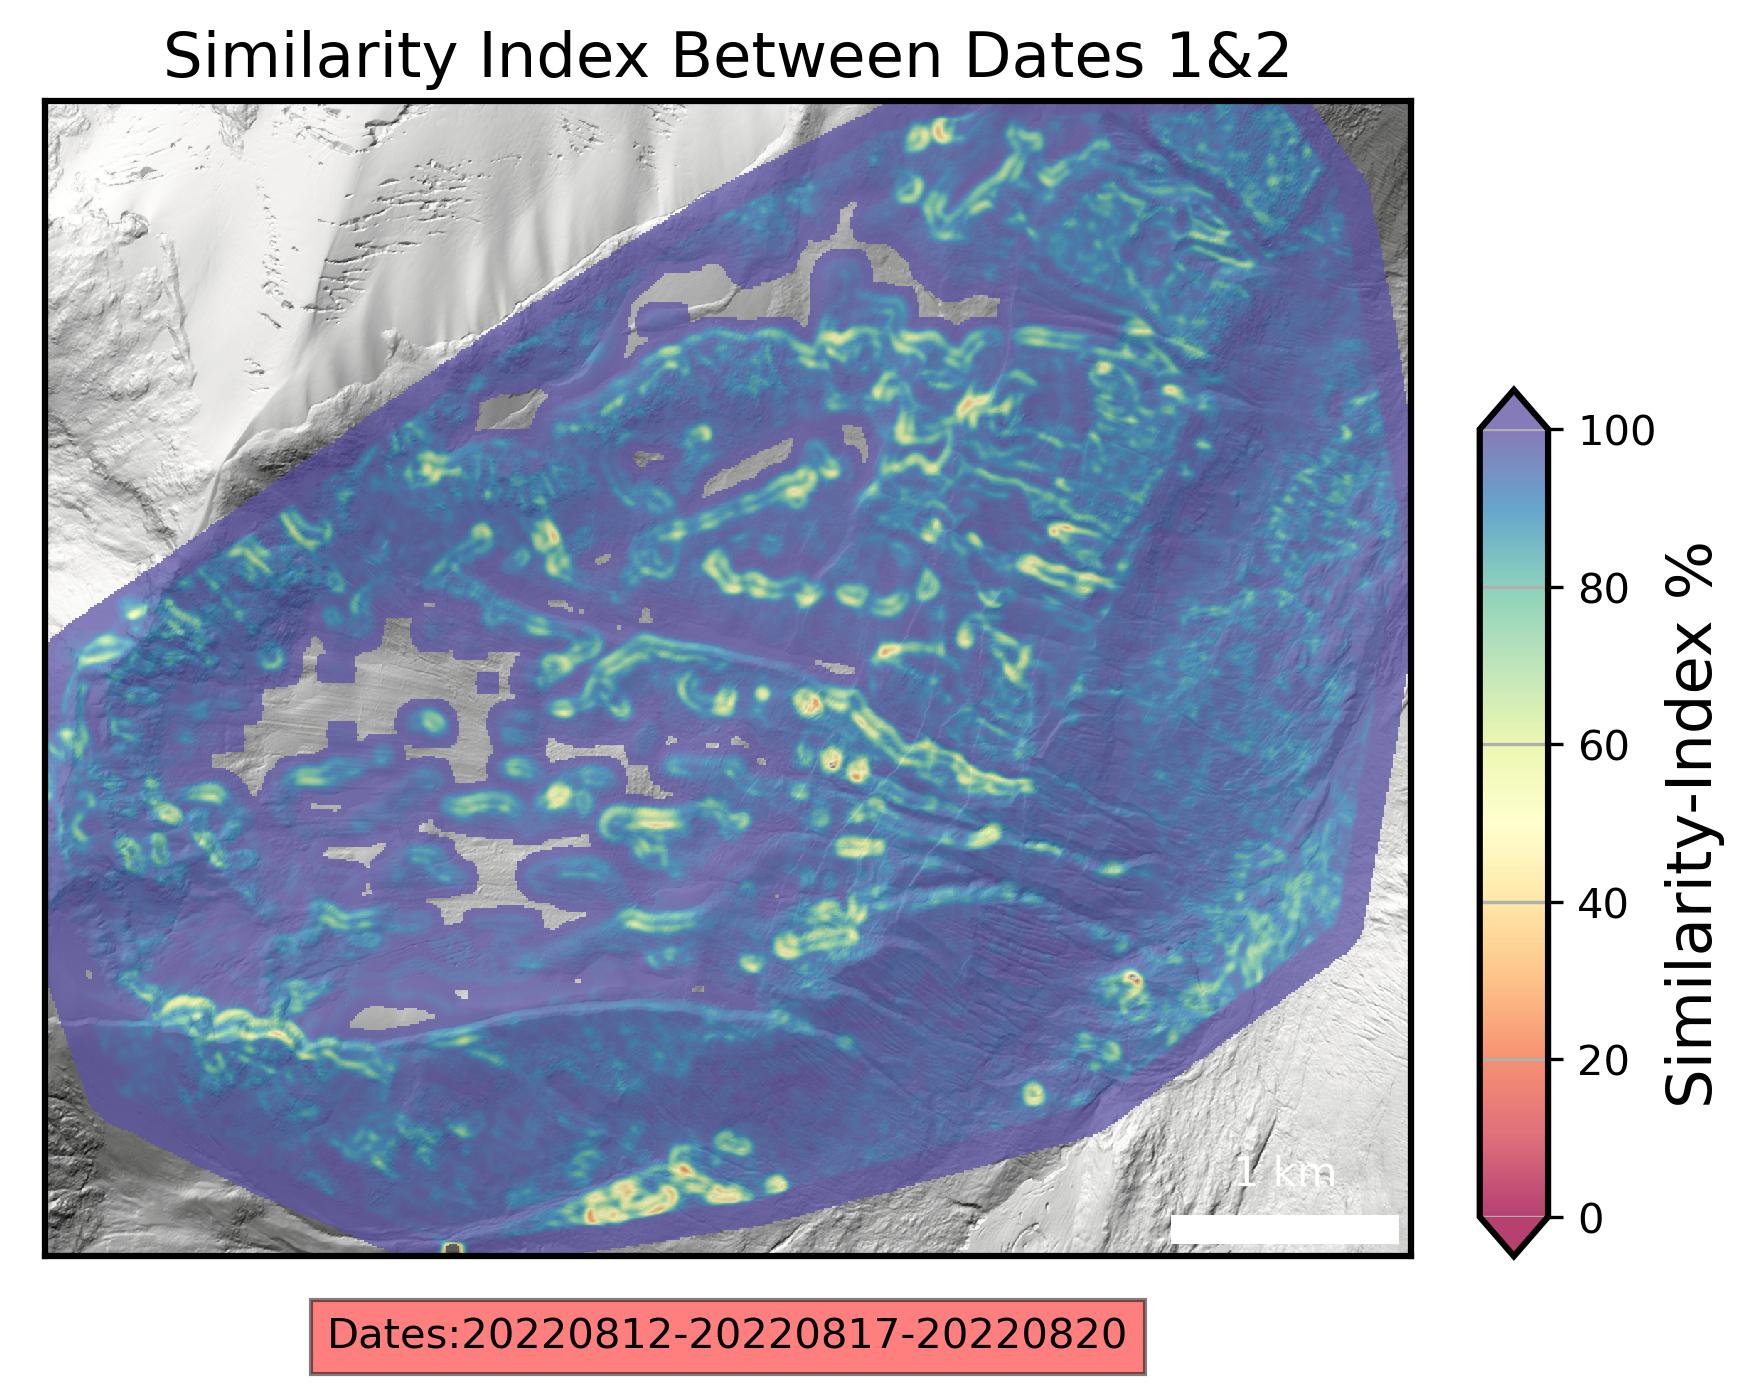 Similarity Index Between Dates 1&2
100
80
60
40
20
0
Similarity-Index %
1 km
Dates:20220812-20220817-20220820